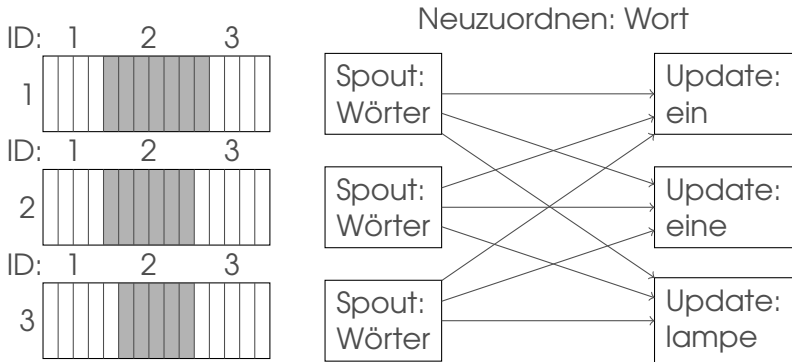 Neuzuordnen: Wort
ID: 1 2 3
1
Spout:
Wörter
Update:
ein
ID: 1 2 3
2
Spout:
Wörter
Update:
eine
ID: 1 2 3
3
Spout:
Wörter
Update:
lampe